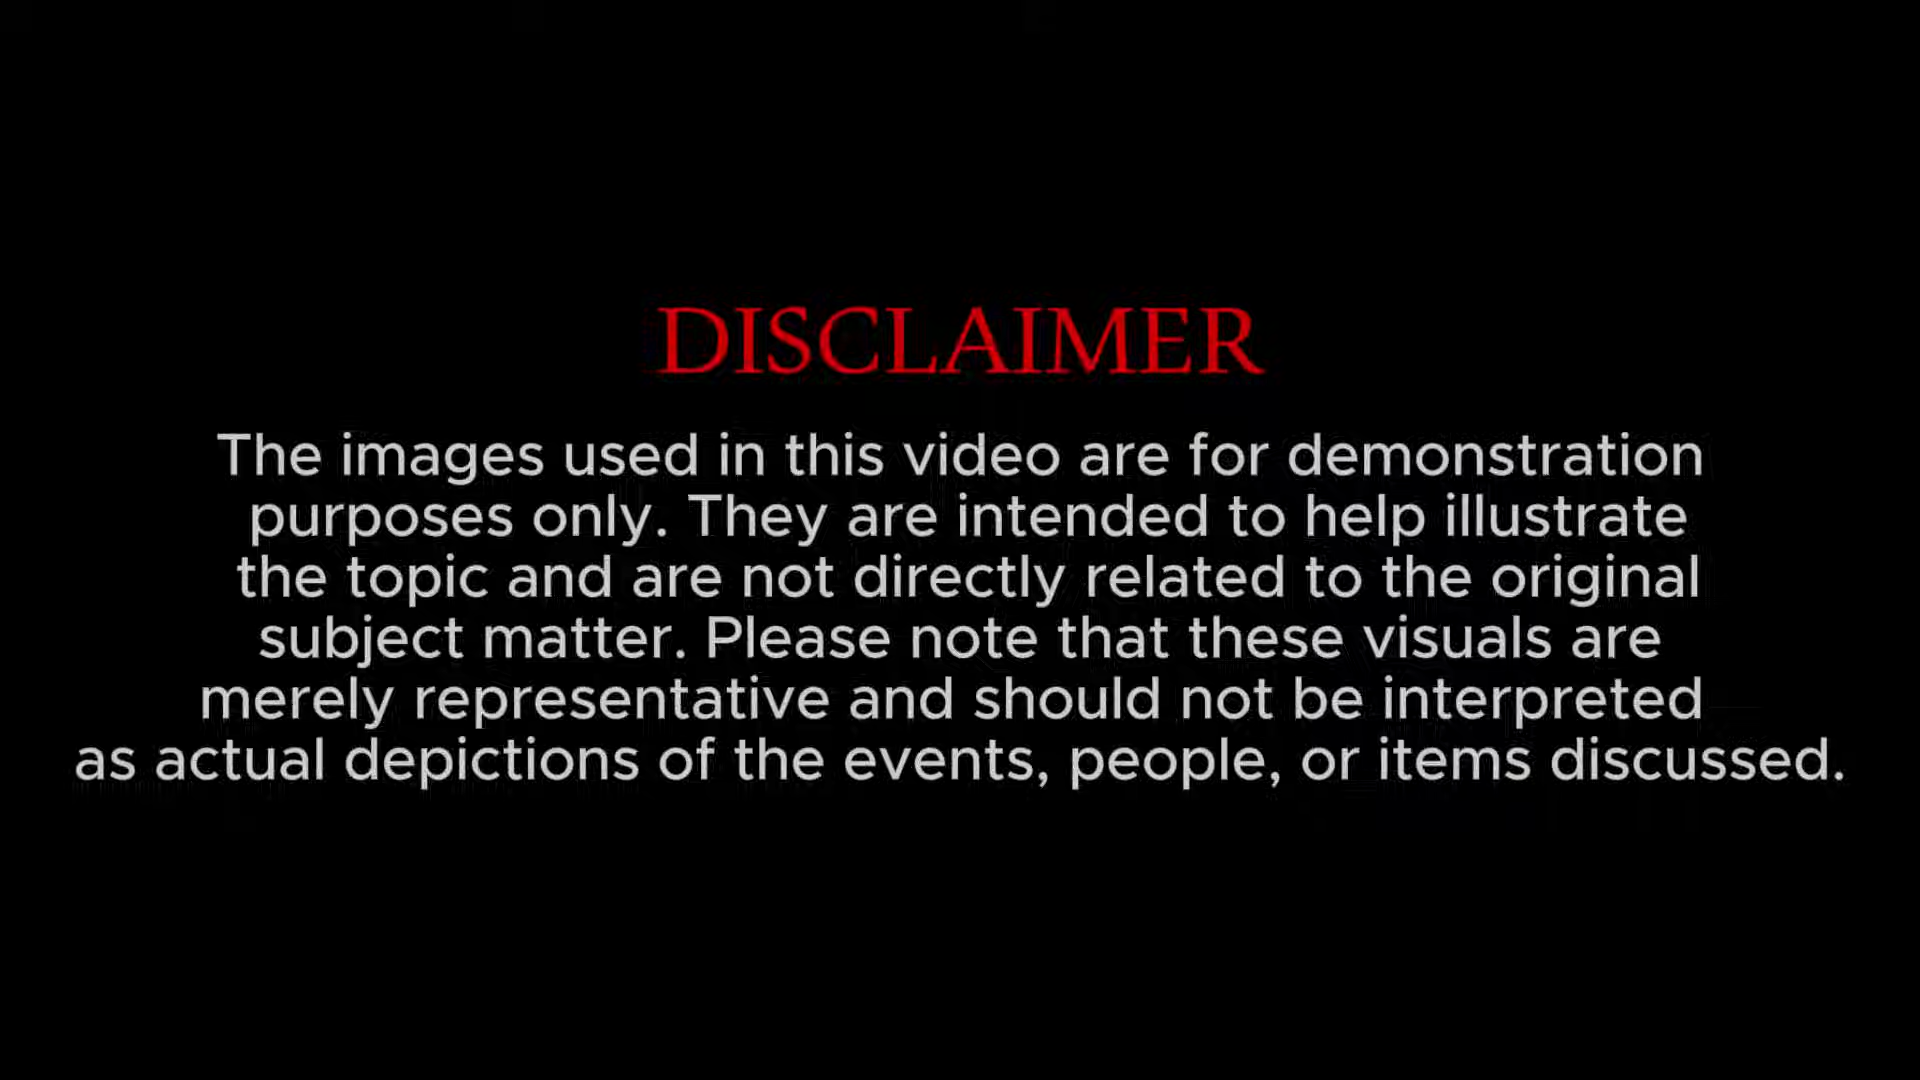 DISCLAIMER
The images used in this video are for demonstration
purposes only. They are intended to help illustrate
the topic and are not directly related to the original
subject matter. Please note that these visuals are
merely representative and should not be interpreted
as actual depictions of the events, people, or items discussed.